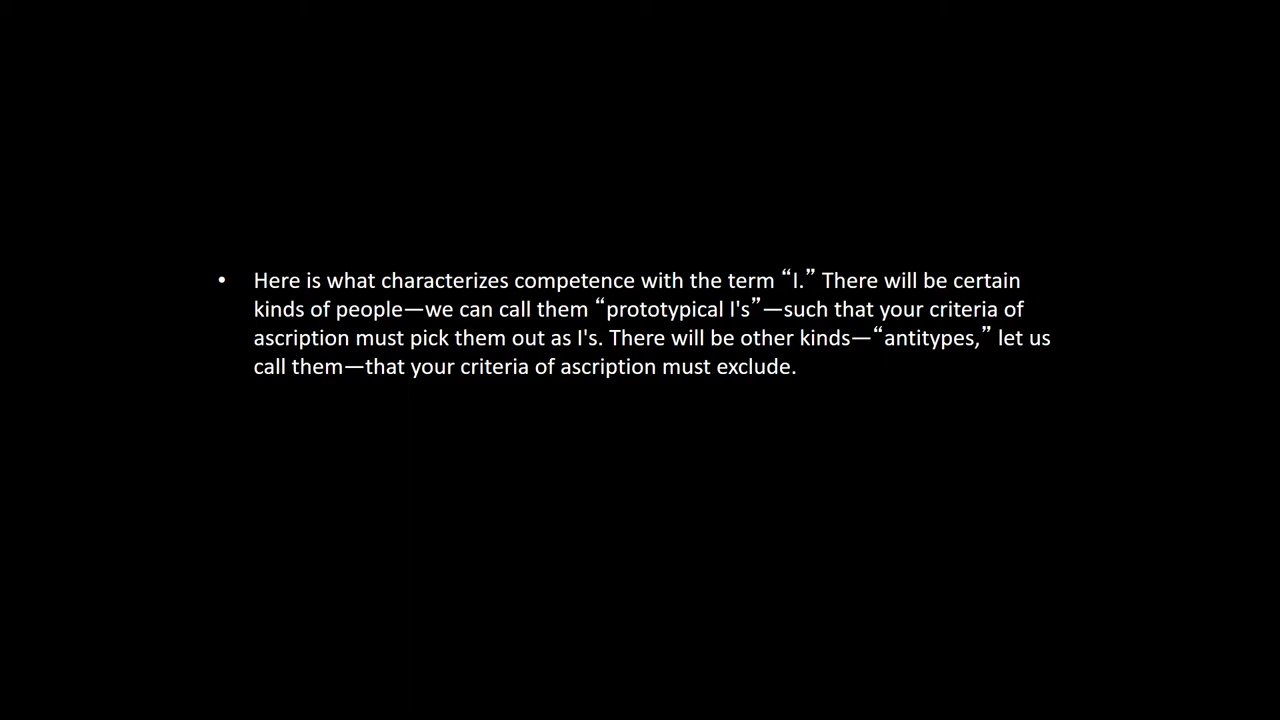 • Here is what characterizes competence with the term “I.” There will be certain
kinds of people—we can call them “prototypical I's”—such that your criteria of
ascription must pick them out as I's. There will be other kinds—“antitypes,” let us
call them—that your criteria of ascription must exclude.